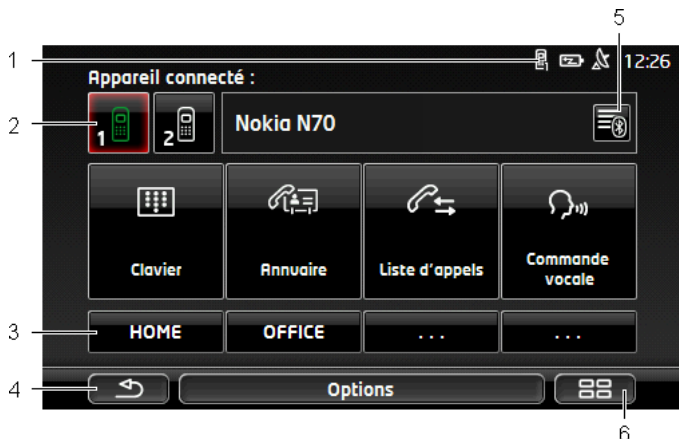 5
1
12:26
Appareil connecté :
2
1
2
Nokia N70
Clavier
Annuaire
Liste d'appels
Commande
vocale
3
HOME
OFFICE
...
...
4
Options
6